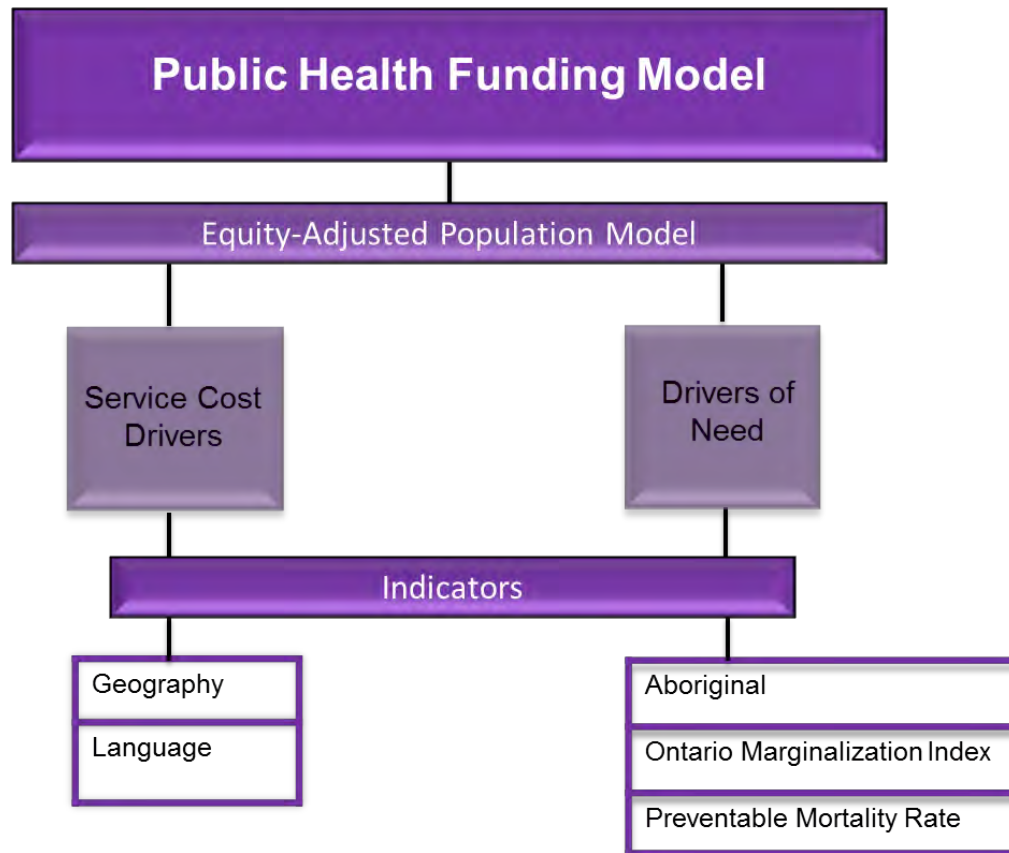 Public Health Funding Model
Equity-Adjusted Population Model
Service Cost
Drivers
Drivers of
Need
Indicators
Geography
Language
Aboriginal
Ontario Marginalization Index
Preventable Mortality Rate